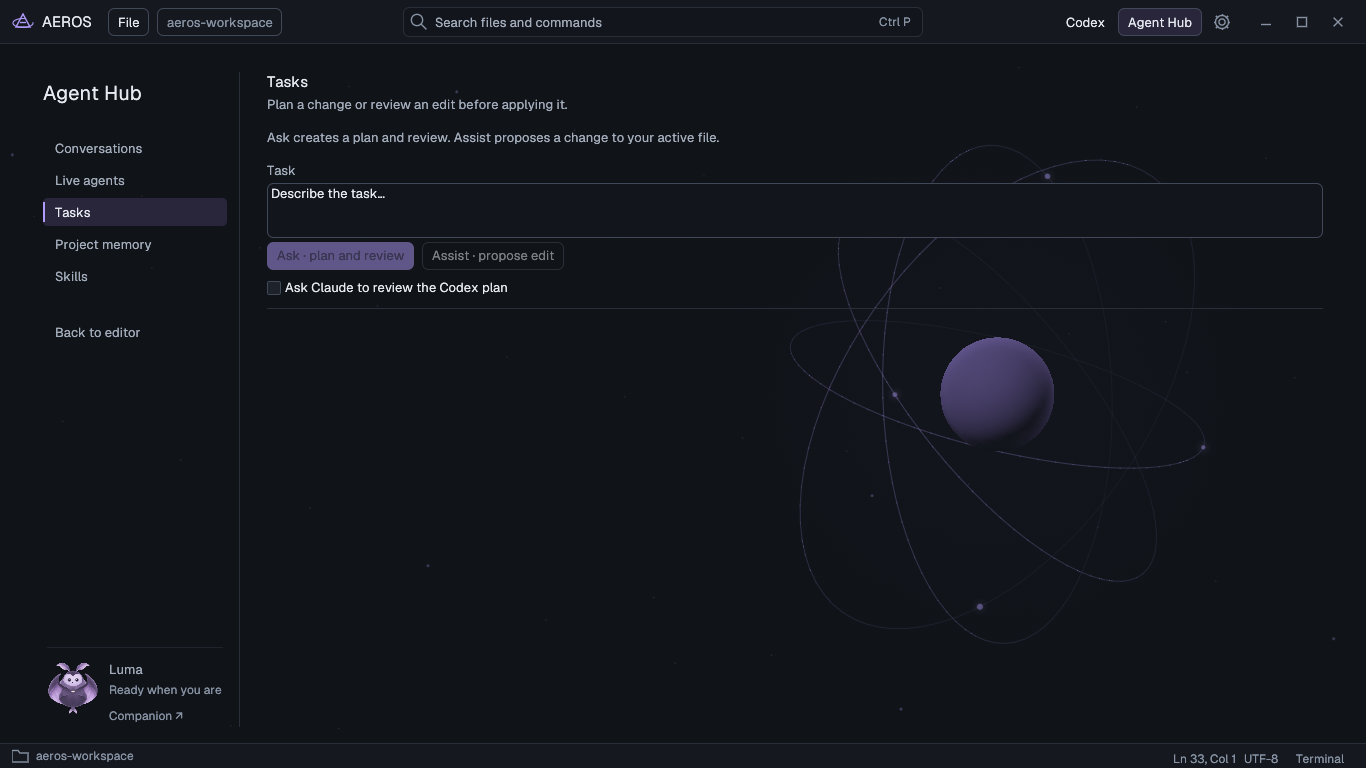 AEROS File aeros-workspace Search files and commands Ctrl P Codex Agent Hub
Agent Hub
Conversations
Live agents
Tasks
Project memory
Skills
Back to editor
Luma
Ready when you are
Companion ↗
Tasks
Plan a change or review an edit before applying it.
Ask creates a plan and review. Assist proposes a change to your active file.
Task
Describe the task…
Ask · plan and review Assist · propose edit
Ask Claude to review the Codex plan
aeros-workspace Ln 33, Col 1 UTF-8 Terminal